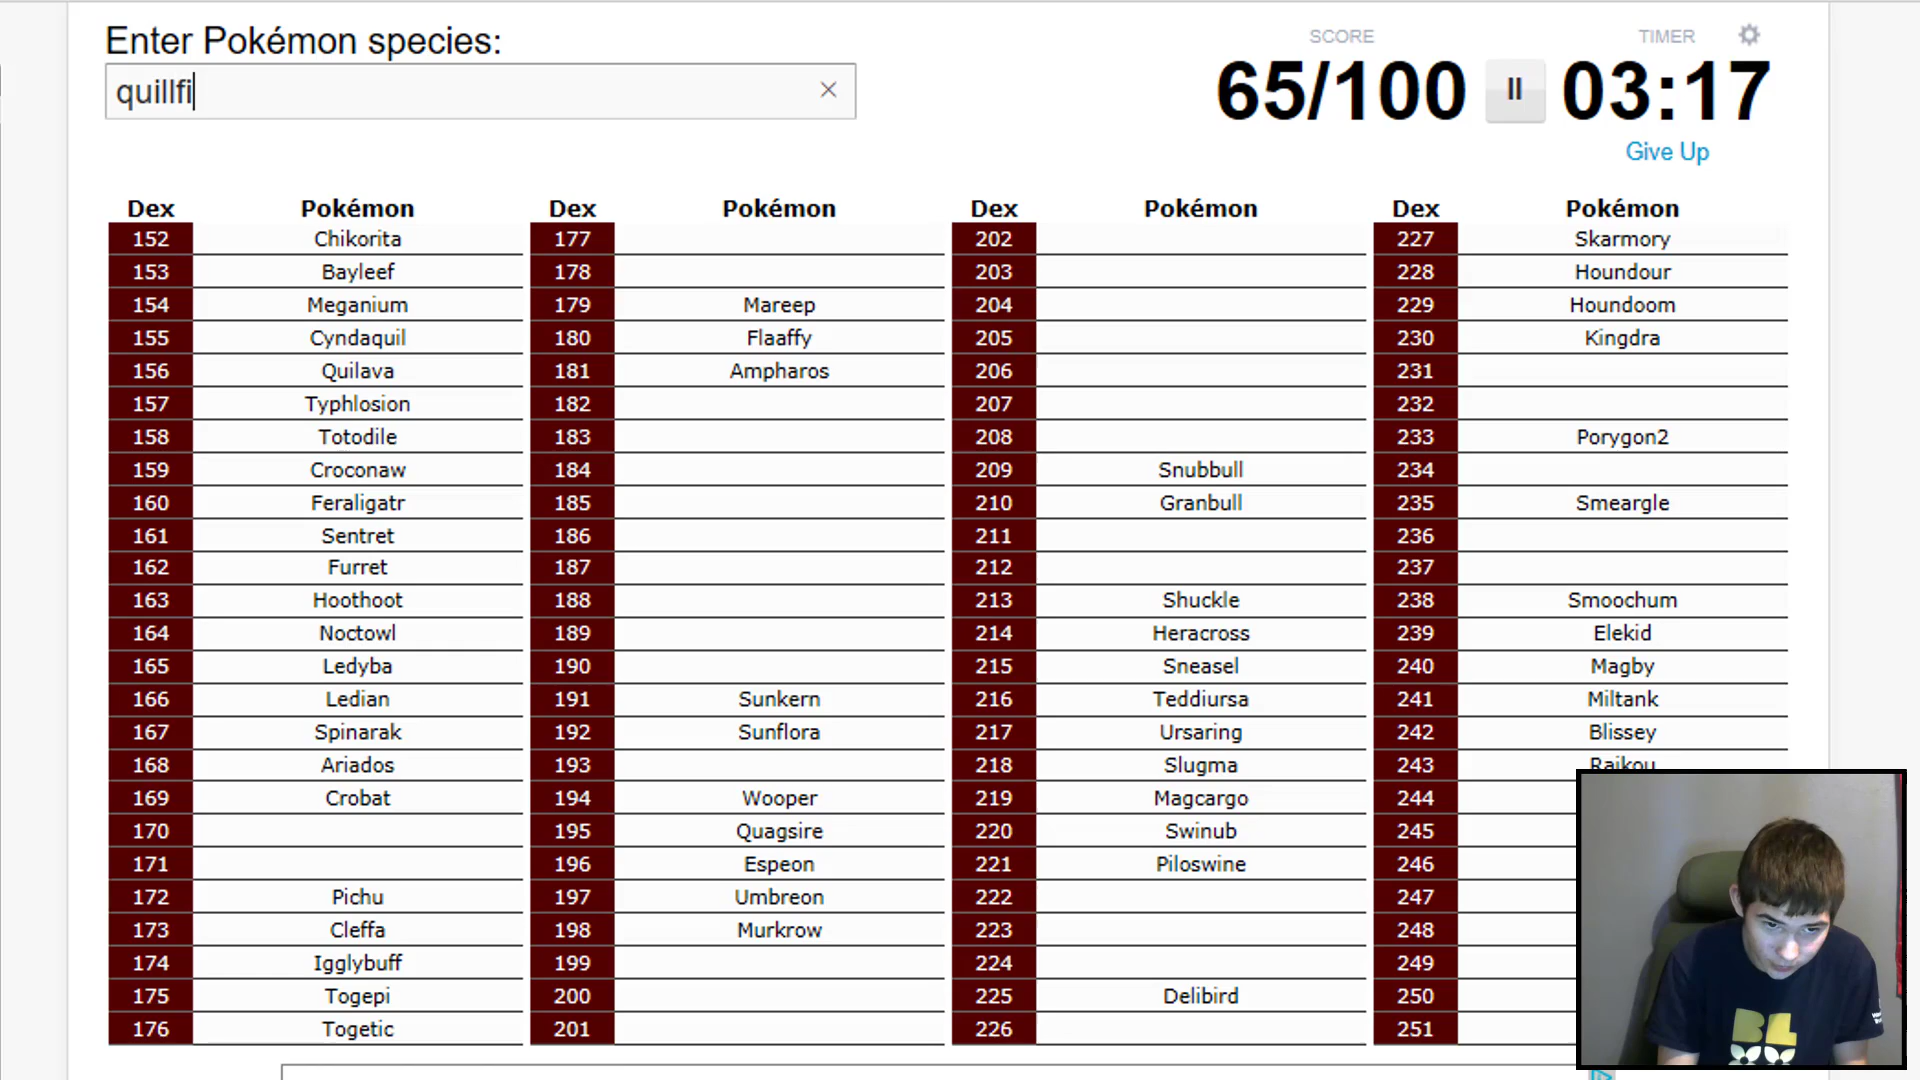 Enter Pokémon species:
quillfi
SCORE
65/100
TIMER
03:17
Give Up
Dex Pokémon Dex Pokémon Dex Pokémon Dex Pokémon
152 Chikorita 177 202 227 Skarmory
153 Bayleef 178 203 228 Houndour
154 Meganium 179 Mareep 204 229 Houndoom
155 Cyndaquil 180 Flaaffy 205 230 Kingdra
156 Quilava 181 Ampharos 206 231
157 Typhlosion 182 207 232
158 Totodile 183 208 233 Porygon2
159 Croconaw 184 209 Snubbull 234
160 Feraligatr 185 210 Granbull 235 Smeargle
161 Sentret 186 211 236
162 Furret 187 212 237
163 Hoothoot 188 213 Shuckle 238 Smoochum
164 Noctowl 189 214 Heracross 239 Elekid
165 Ledyba 190 215 Sneasel 240 Magby
166 Ledian 191 Sunkern 216 Teddiursa 241 Miltank
167 Spinarak 192 Sunflora 217 Ursaring 242 Blissey
168 Ariados 193 218 Slugma 243 Raikou
169 Crobat 194 Wooper 219 Magcargo 244
170 195 Quagsire 220 Swinub 245
171 196 Espeon 221 Piloswine 246
172 Pichu 197 Umbreon 222 247
173 Cleffa 198 Murkrow 223 248
174 Igglybuff 199 224 249
175 Togepi 200 225 Delibird 250
176 Togetic 201 226 251
BL